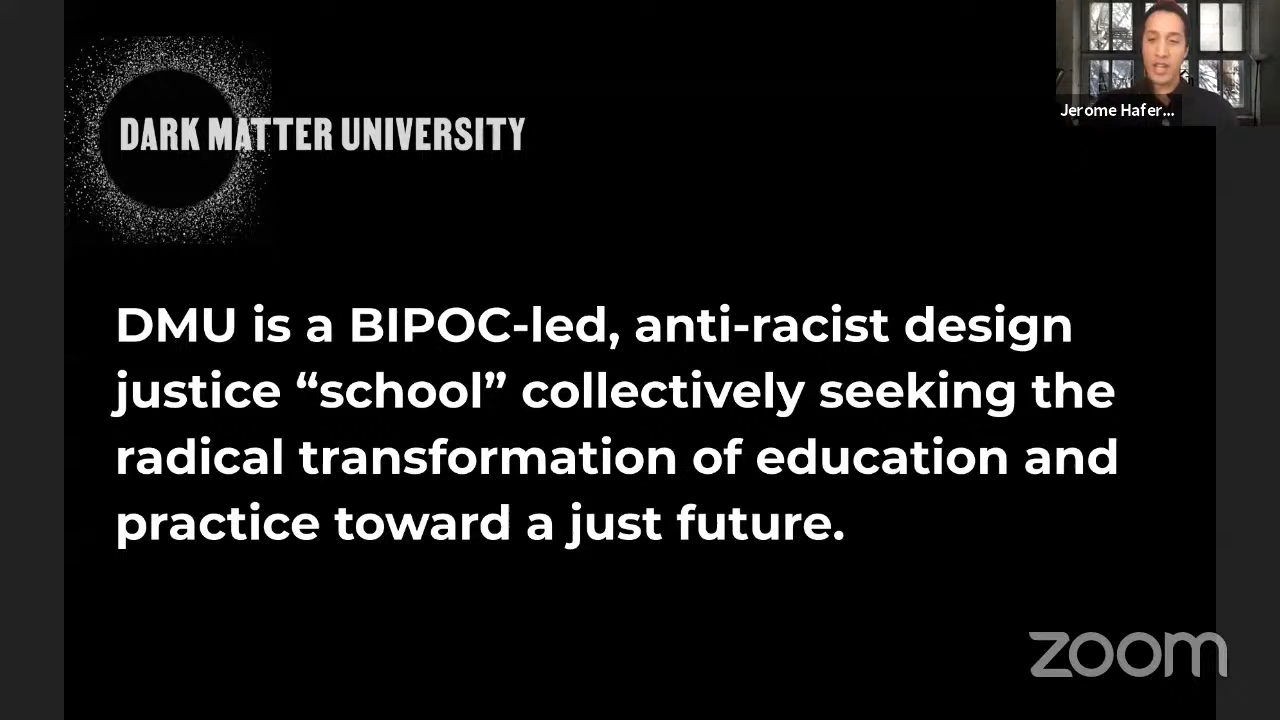 Jerome Hafer...
DARK MATTER UNIVERSITY
DMU is a BIPOC-led, anti-racist design
justice “school” collectively seeking the
radical transformation of education and
practice toward a just future.
zoom